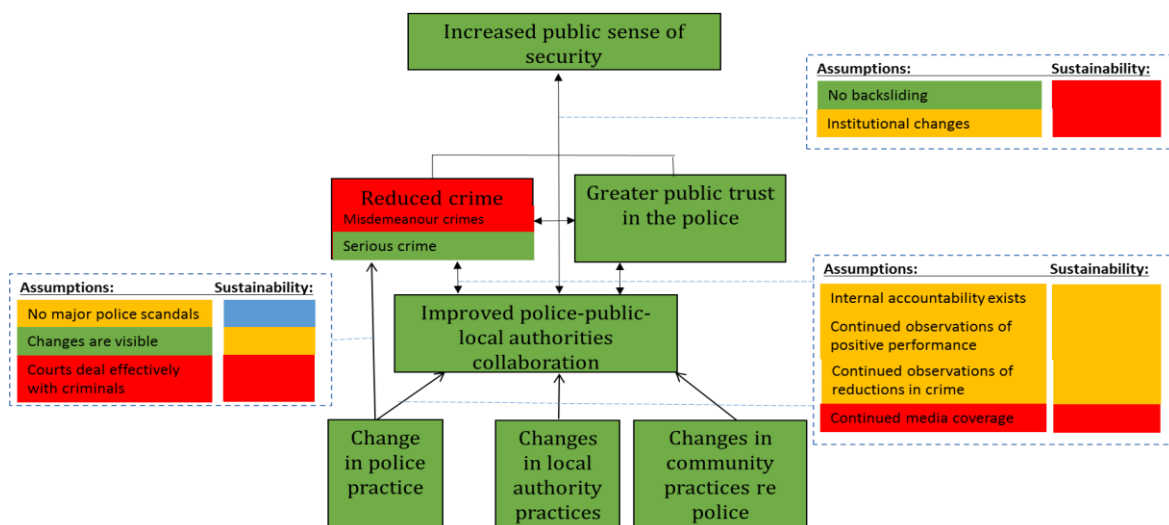 Increased public sense of
security
Assumptions:
Sustainability:
No backsliding
Institutional changes
Reduced crime
Misdemeanour crimes
Serious crime
Greater public trust
in the police
Assumptions:
Sustainability:
No major police scandals
Changes are visible
Courts deal effectively
with criminals
Improved police-public-
local authorities
collaboration
Assumptions:
Sustainability:
Internal accountability exists
Continued observations of
positive performance
Continued observations of
reductions in crime
Continued media coverage
Change
in police
practice
Changes
in local
authority
practices
Changes in
community
practices re
police